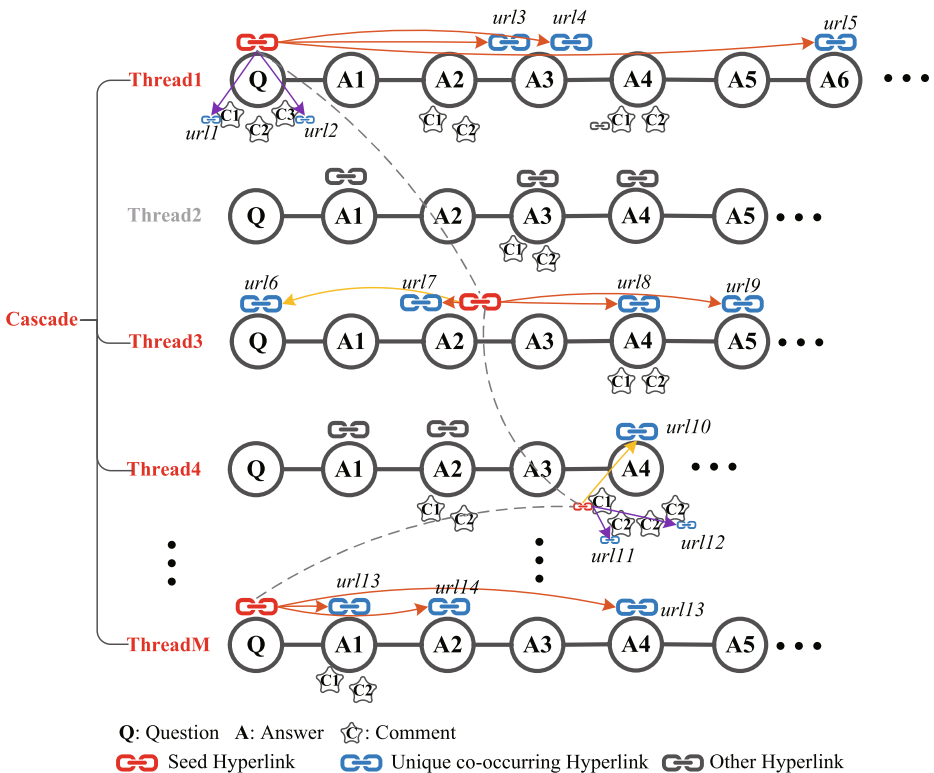 url3 url4 url5
Thread1 Q A1 A2 A3 A4 A5 A6 •••
url1 C1 C2 C3 url2 C1 C2 C1 C2
Thread2 Q A1 A2 A3 A4 A5 •••
C1 C2
url6 url7 url8 url9
Cascade
Thread3 Q A1 A2 A3 A4 A5 •••
C1 C2
url10
Thread4 Q A1 A2 A3 A4 •••
C1 C2 C1 C2 C2 C2
url11 url12
url13 url14 url13
ThreadM Q A1 A2 A3 A4 A5 •••
C1 C2
Q: Question A: Answer C: Comment
Seed Hyperlink Unique co-occurring Hyperlink Other Hyperlink